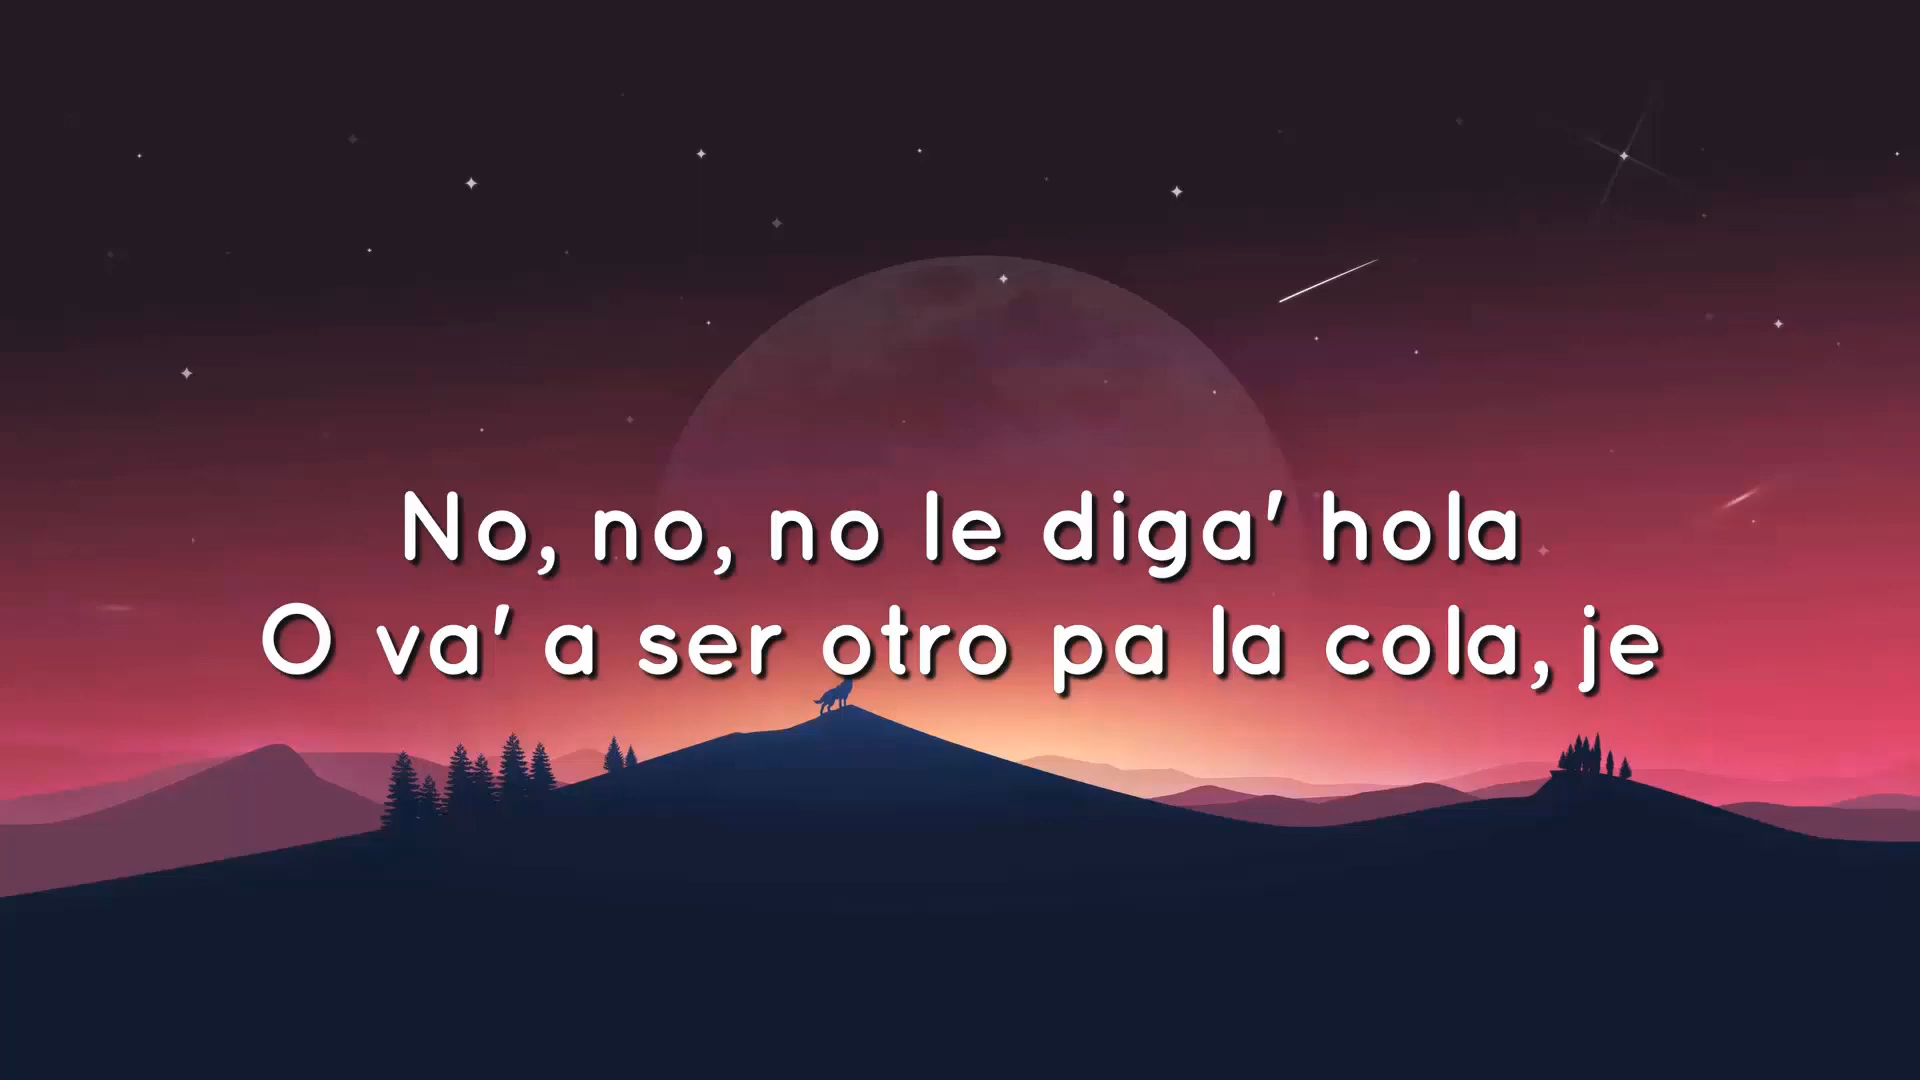 No, no, no le diga' hola
O va' a ser otro pa la cola, je